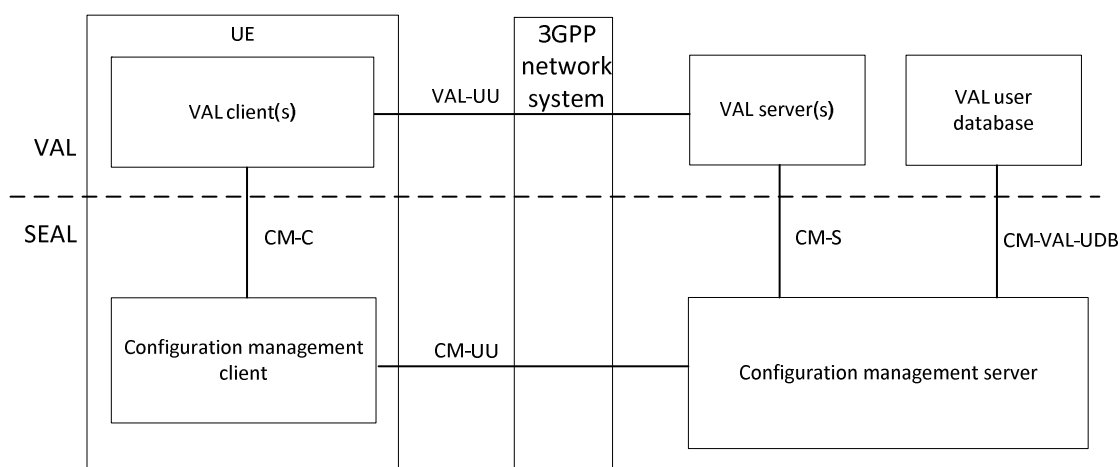 UE
3GPP
network
system
VAL client(s)
VAL-UU
VAL server(s)
VAL user
database
VAL
SEAL
CM-C
CM-S
CM-VAL-UDB
Configuration management
client
CM-UU
Configuration management server